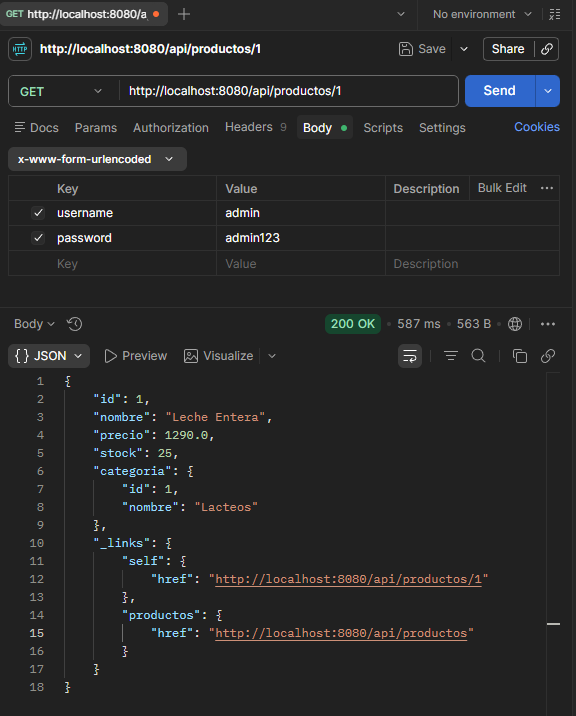 GET http://localhost:8080/a No environment
HTTP http://localhost:8080/api/productos/1 Save Share
GET http://localhost:8080/api/productos/1 Send
Docs Params Authorization Headers 9 Body Scripts Settings Cookies
x-www-form-urlencoded
Key Value Description Bulk Edit
username admin
password admin123
Key Value Description
Body 200 OK • 587 ms • 563 B
{} JSON Preview Visualize
1 {
2 "id": 1,
3 "nombre": "Leche Entera",
4 "precio": 1290.0,
5 "stock": 25,
6 "categoria": {
7 "id": 1,
8 "nombre": "Lacteos"
9 },
10 "_links": {
11 "self": {
12 "href": "http://localhost:8080/api/productos/1"
13 },
14 "productos": {
15 "href": "http://localhost:8080/api/productos"
16 }
17 }
18 }